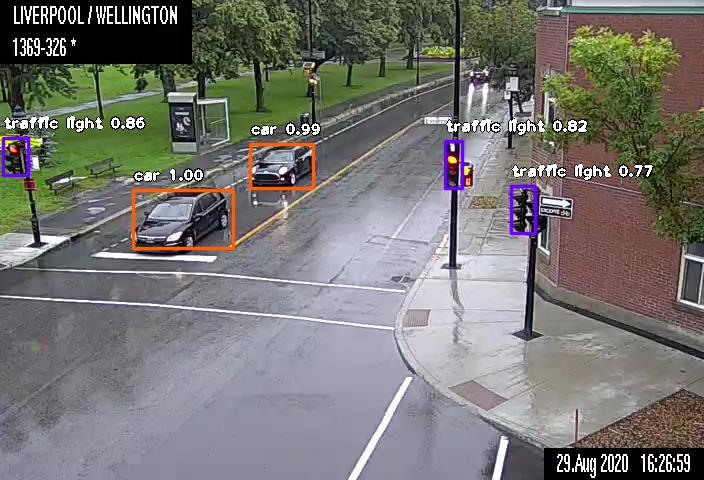 LIVERPOOL / WELLINGTON
1369-326 *
traffic light 0.86
car 0.99
traffic light 0.82
car 1.00
traffic light 0.77
29.Aug 2020 16:26:59